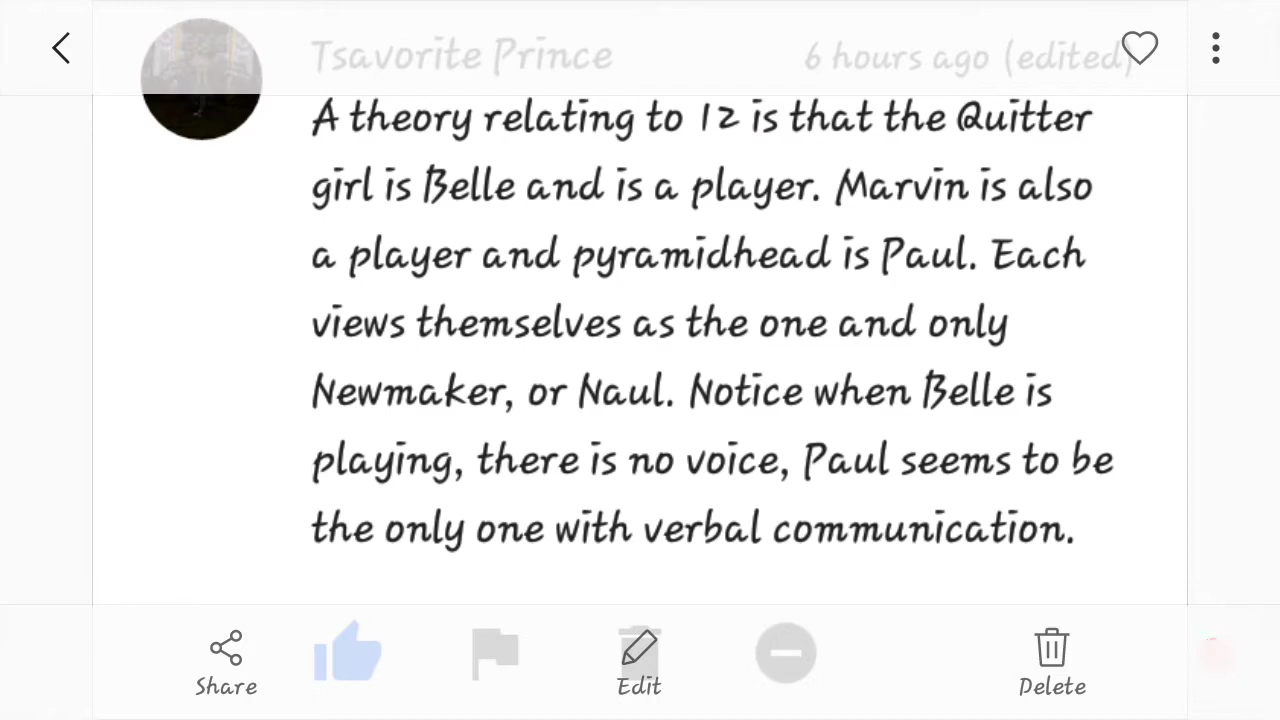 Tsavorite Prince 6 hours ago (edited)
A theory relating to 12 is that the Quitter
girl is Belle and is a player. Marvin is also
a player and pyramidhead is Paul. Each
views themselves as the one and only
Newmaker, or Naul. Notice when Belle is
playing, there is no voice, Paul seems to be
the only one with verbal communication.
Share Edit Delete